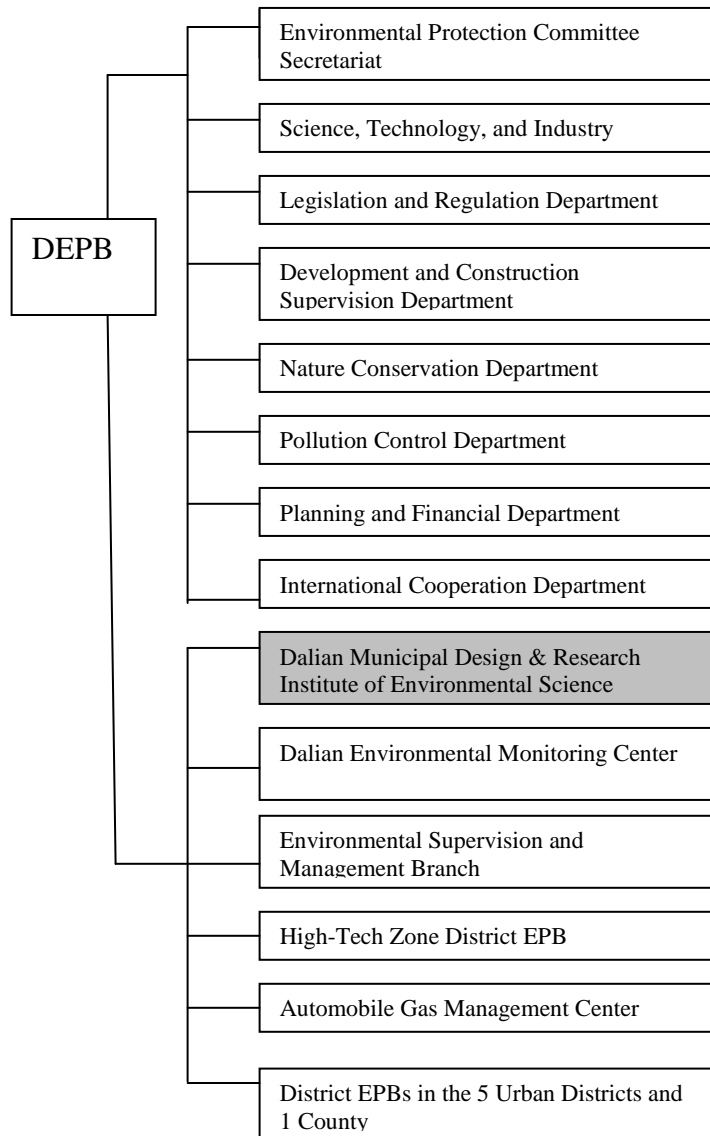 Environmental Protection Committee
Secretariat
Science, Technology, and Industry
Legislation and Regulation Department
DEPB
Development and Construction
Supervision Department
Nature Conservation Department
Pollution Control Department
Planning and Financial Department
International Cooperation Department
Dalian Municipal Design & Research
Institute of Environmental Science
Dalian Environmental Monitoring Center
Environmental Supervision and
Management Branch
High-Tech Zone District EPB
Automobile Gas Management Center
District EPBs in the 5 Urban Districts and
1 County